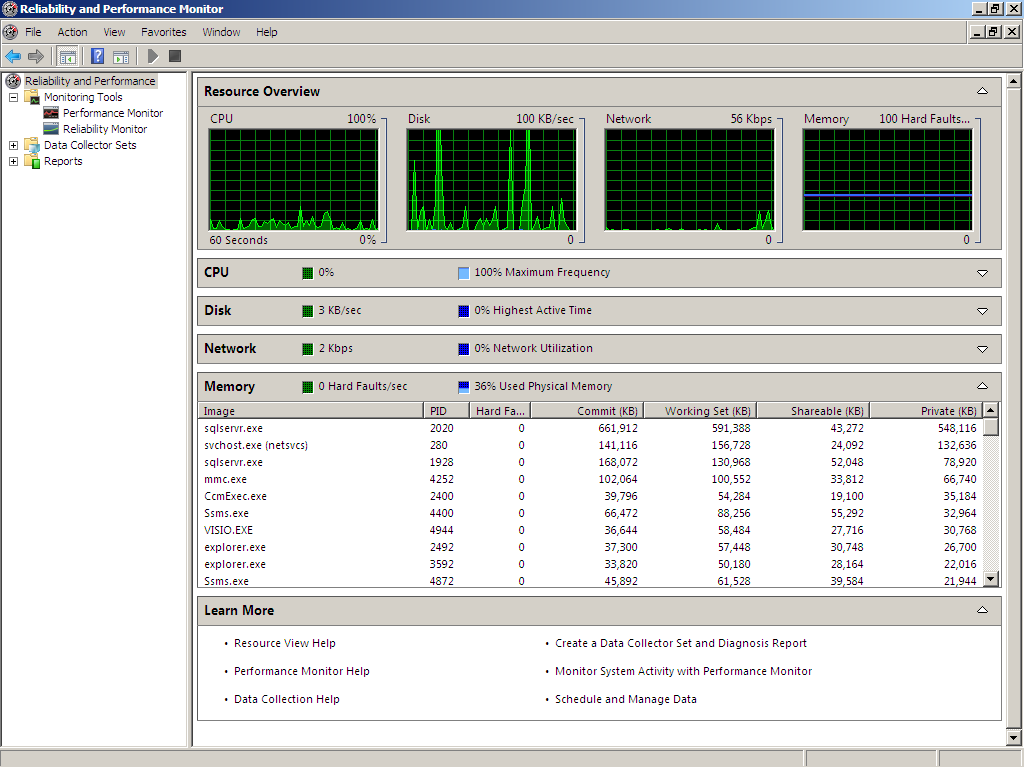 Reliability and Performance Monitor
File Action View Favorites Window Help
Reliability and Performance
Monitoring Tools
Performance Monitor
Reliability Monitor
Data Collector Sets
Reports
Resource Overview
CPU 100% Disk 100 KB/sec Network 56 Kbps Memory 100 Hard Faults...
60 Seconds 0% 0 0 0
CPU 0% 100% Maximum Frequency
Disk 3 KB/sec 0% Highest Active Time
Network 2 Kbps 0% Network Utilization
Memory 0 Hard Faults/sec 36% Used Physical Memory
Image PID Hard Fa... Commit (KB) Working Set (KB) Shareable (KB) Private (KB)
sqlservr.exe 2020 0 661,912 591,388 43,272 548,116
svchost.exe (netsvcs) 280 0 141,116 156,728 24,092 132,636
sqlservr.exe 1928 0 168,072 130,968 52,048 78,920
mmc.exe 4252 0 102,064 100,552 33,812 66,740
CcmExec.exe 2400 0 39,796 54,284 19,100 35,184
Ssms.exe 4400 0 66,472 88,256 55,292 32,964
VISIO.EXE 4944 0 36,644 58,484 27,716 30,768
explorer.exe 2492 0 37,300 57,448 30,748 26,700
explorer.exe 3592 0 33,820 50,180 28,164 22,016
Ssms.exe 4872 0 45,892 61,528 39,584 21,944
Learn More
• Resource View Help • Create a Data Collector Set and Diagnosis Report
• Performance Monitor Help • Monitor System Activity with Performance Monitor
• Data Collection Help • Schedule and Manage Data